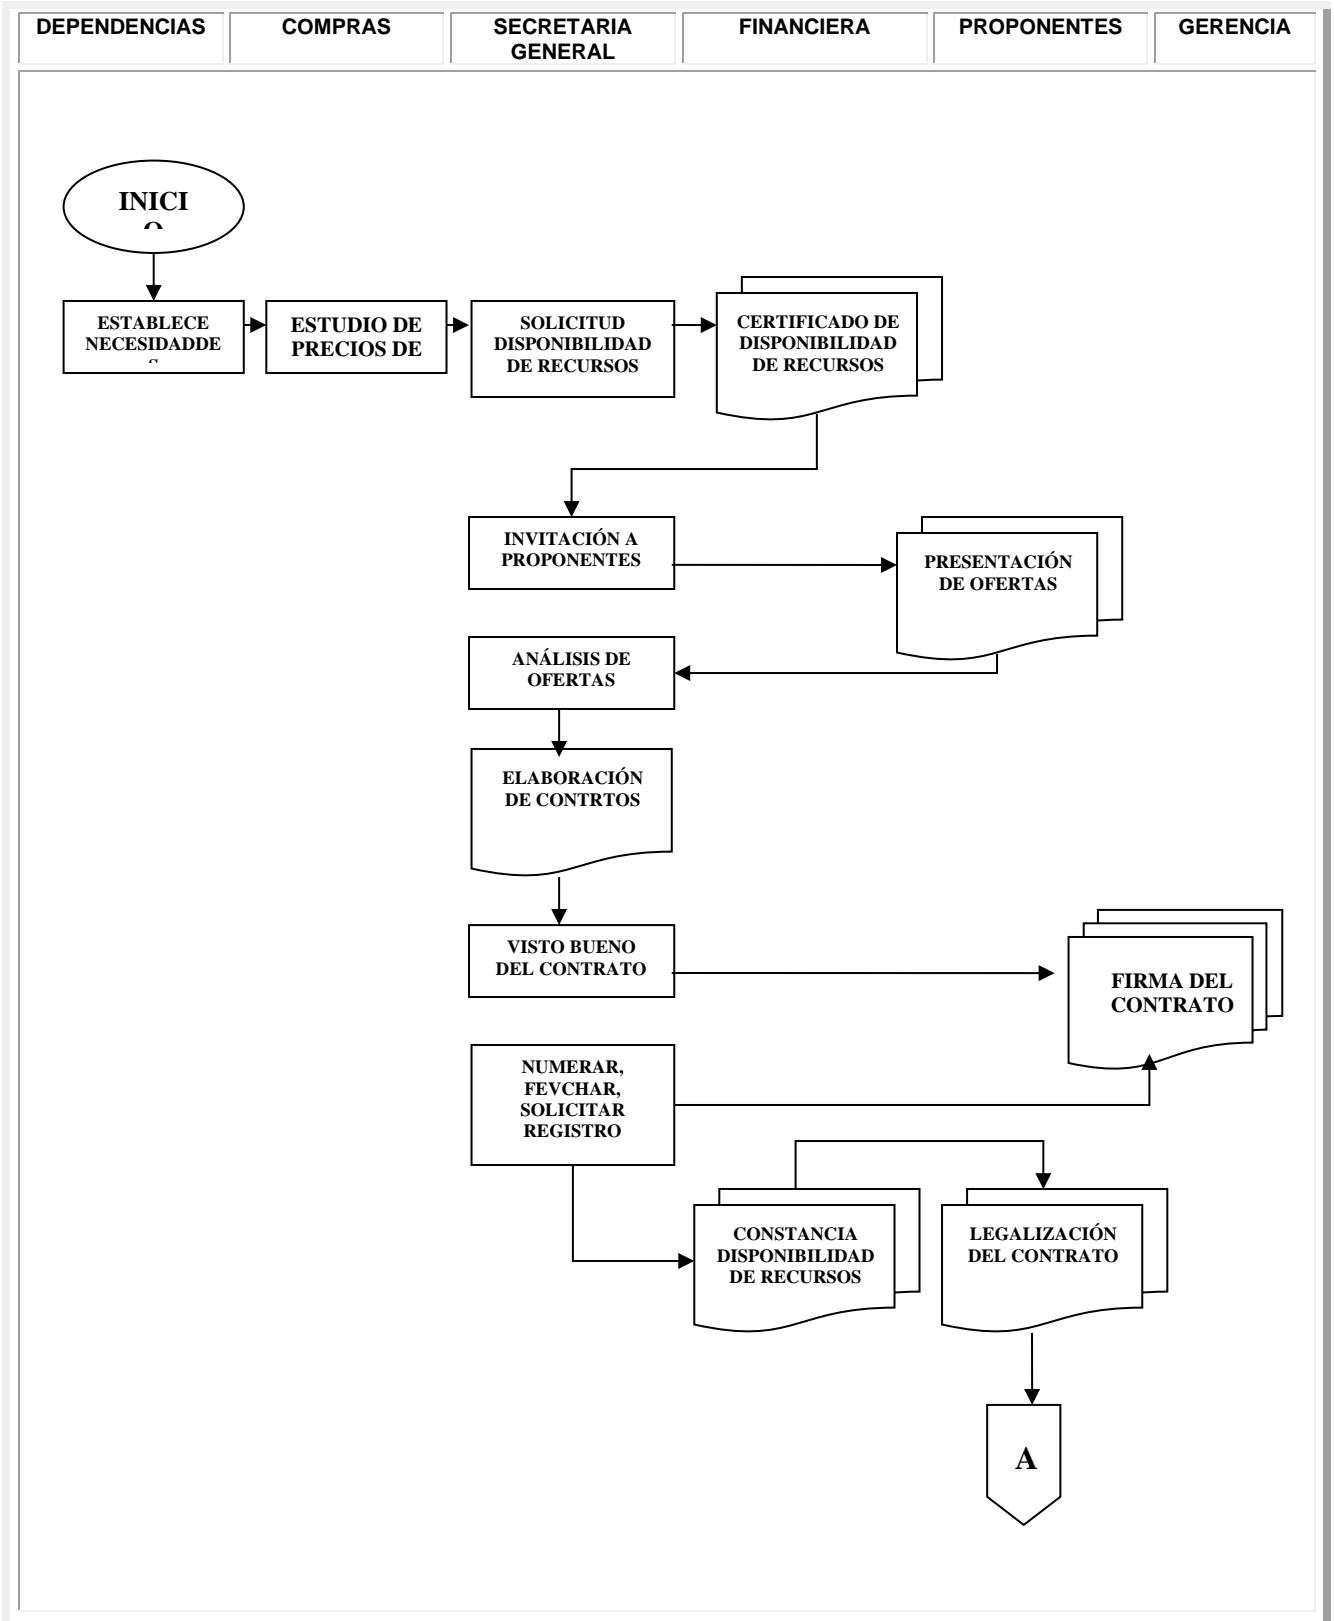 DEPENDENCIAS
COMPRAS
SECRETARIA
GENERAL
FINANCIERA
PROPONENTES
GERENCIA
INICI
O
ESTABLECE
NECESIDADDE
S
ESTUDIO DE
PRECIOS DE
SOLICITUD
DISPONIBILIDAD
DE RECURSOS
CERTIFICADO DE
DISPONIBILIDAD
DE RECURSOS
INVITACIÓN A
PROPONENTES
PRESENTACIÓN
DE OFERTAS
ANÁLISIS DE
OFERTAS
ELABORACIÓN
DE CONTRTOS
VISTO BUENO
DEL CONTRATO
FIRMA DEL
CONTRATO
NUMERAR,
FEVCHAR,
SOLICITAR
REGISTRO
CONSTANCIA
DISPONIBILIDAD
DE RECURSOS
LEGALIZACIÓN
DEL CONTRATO
A